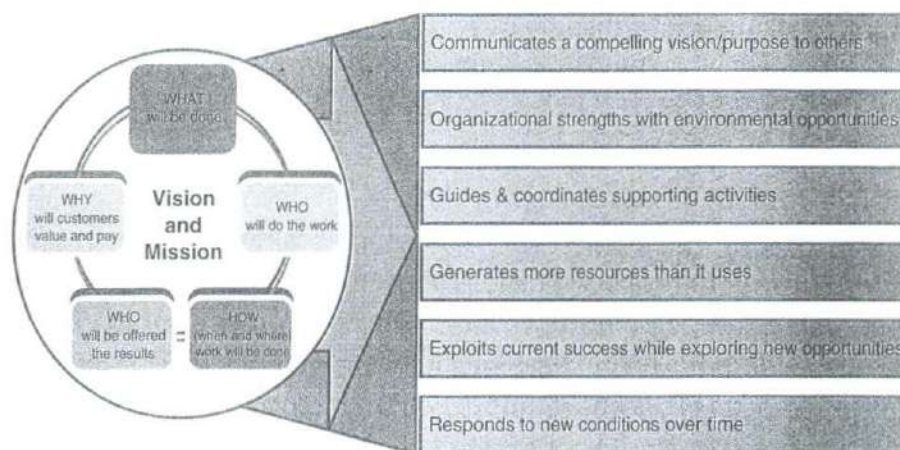 WHAT
will be done
WHY
will customers
value and pay
Vision
and
Mission
WHO
will do the work
WHO
will be offered
the results
=
HOW
(when and where)
work will be done
Communicates a compelling vision/purpose to others
Organizational strengths with environmental opportunities
Guides & coordinates supporting activities
Generates more resources than it uses
Exploits current success while exploring new opportunities
Responds to new conditions over time